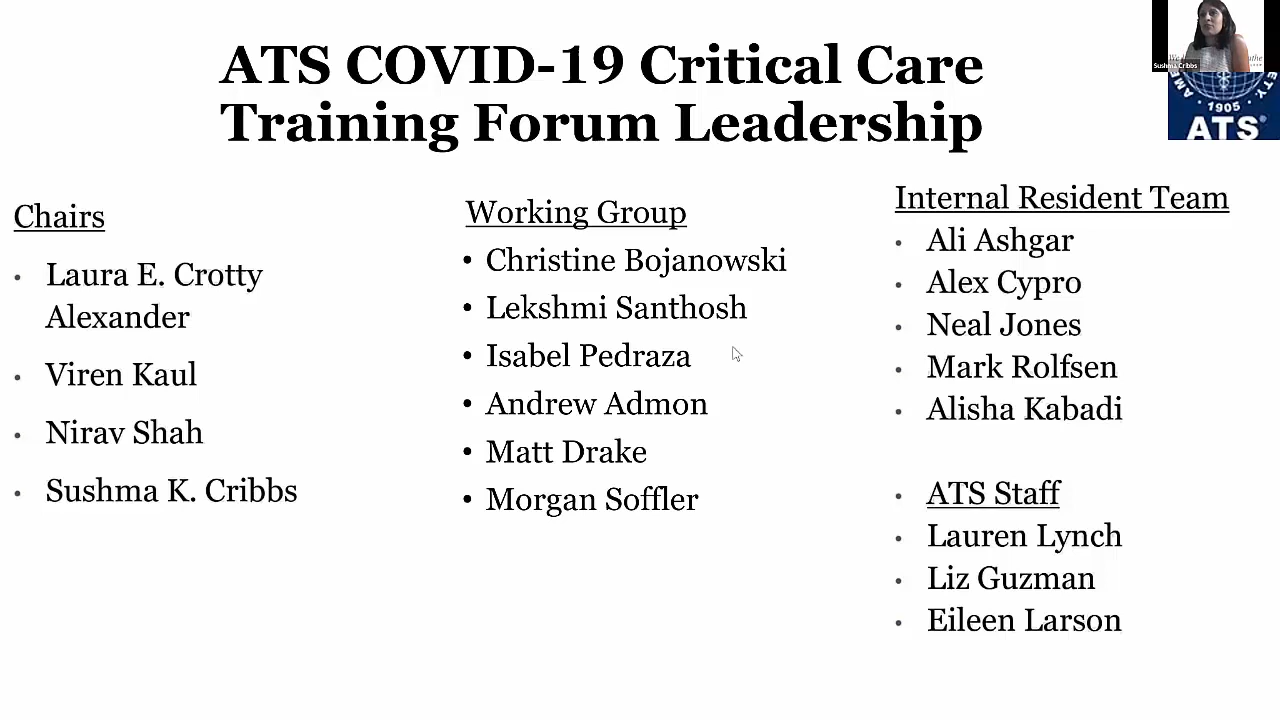 ATS COVID-19 Critical Care
Training Forum Leadership
Sushma Cribbs
1905
ATS
Chairs
Laura E. Crotty
Alexander
Viren Kaul
Nirav Shah
Sushma K. Cribbs
Working Group
Christine Bojanowski
Lekshmi Santhosh
Isabel Pedraza
Andrew Admon
Matt Drake
Morgan Soffler
Internal Resident Team
Ali Ashgar
Alex Cypro
Neal Jones
Mark Rolfsen
Alisha Kabadi
ATS Staff
Lauren Lynch
Liz Guzman
Eileen Larson